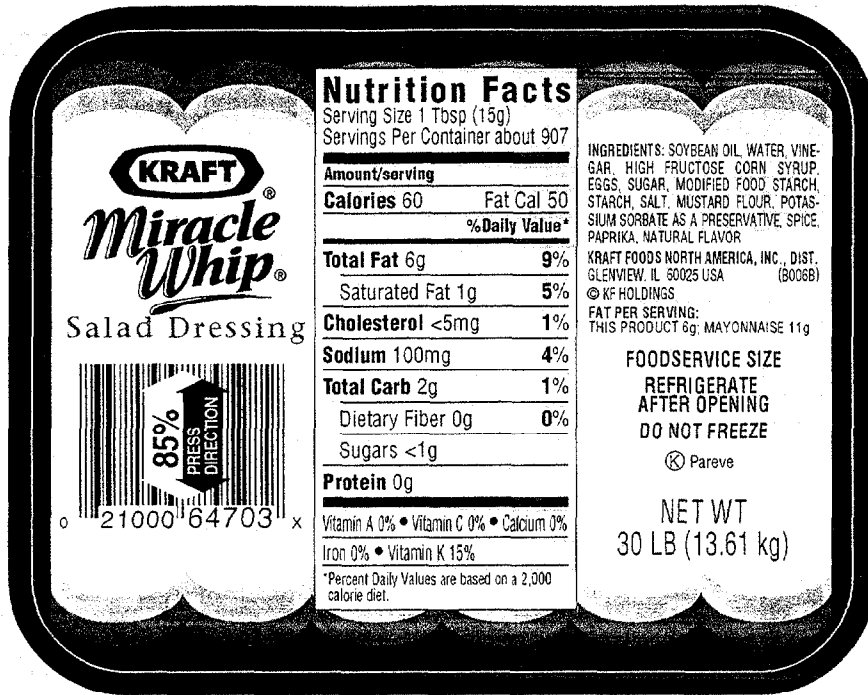 KRAFT
®
Miracle
Whip®
Salad Dressing
85%
PRESS
DIRECTION
0 21000 64703 x
Nutrition Facts
Serving Size 1 Tbsp (15g)
Servings Per Container about 907
Amount/serving
Calories 60 Fat Cal 50
%Daily Value*
Total Fat 6g 9%
Saturated Fat 1g 5%
Cholesterol <5mg 1%
Sodium 100mg 4%
Total Carb 2g 1%
Dietary Fiber 0g 0%
Sugars <1g
Protein 0g
Vitamin A 0% • Vitamin C 0% • Calcium 0%
Iron 0% • Vitamin K 15%
*Percent Daily Values are based on a 2,000
calorie diet.
INGREDIENTS: SOYBEAN OIL, WATER, VINE-
GAR, HIGH FRUCTOSE CORN SYRUP,
EGGS, SUGAR, MODIFIED FOOD STARCH,
STARCH, SALT, MUSTARD FLOUR, POTAS-
SIUM SORBATE AS A PRESERVATIVE, SPICE,
PAPRIKA, NATURAL FLAVOR
KRAFT FOODS NORTH AMERICA, INC., DIST.
GLENVIEW, IL 60025 USA (B006B)
© KF HOLDINGS
FAT PER SERVING:
THIS PRODUCT 6g; MAYONNAISE 11g
FOODSERVICE SIZE
REFRIGERATE
AFTER OPENING
DO NOT FREEZE
K Pareve
NET WT
30 LB (13.61 kg)